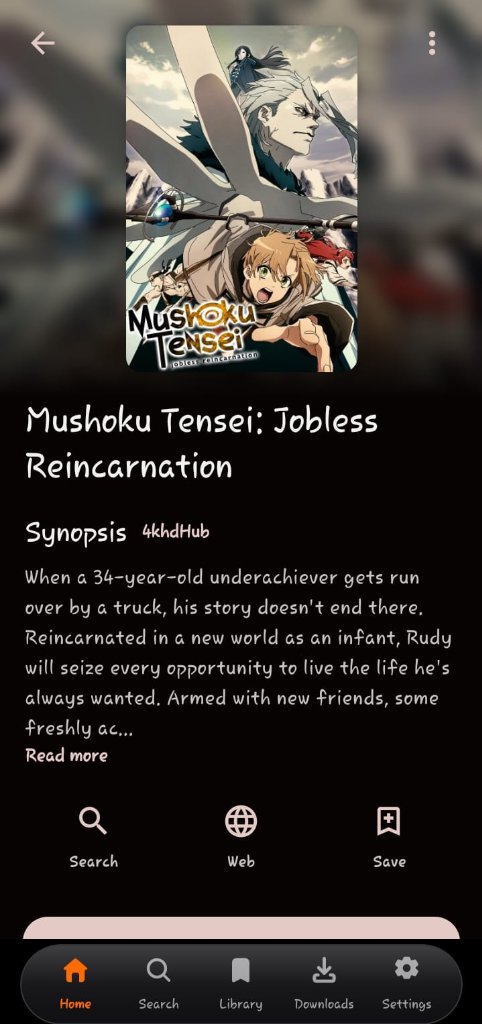 Mushoku
Tensei
jobless reincarnation
Mushoku Tensei: Jobless
Reincarnation
Synopsis 4khdHub
When a 34-year-old underachiever gets run
over by a truck, his story doesn't end there.
Reincarnated in a new world as an infant, Rudy
will seize every opportunity to live the life he's
always wanted. Armed with new friends, some
freshly ac...
Read more
Search Web Save
Home Search Library Downloads Settings